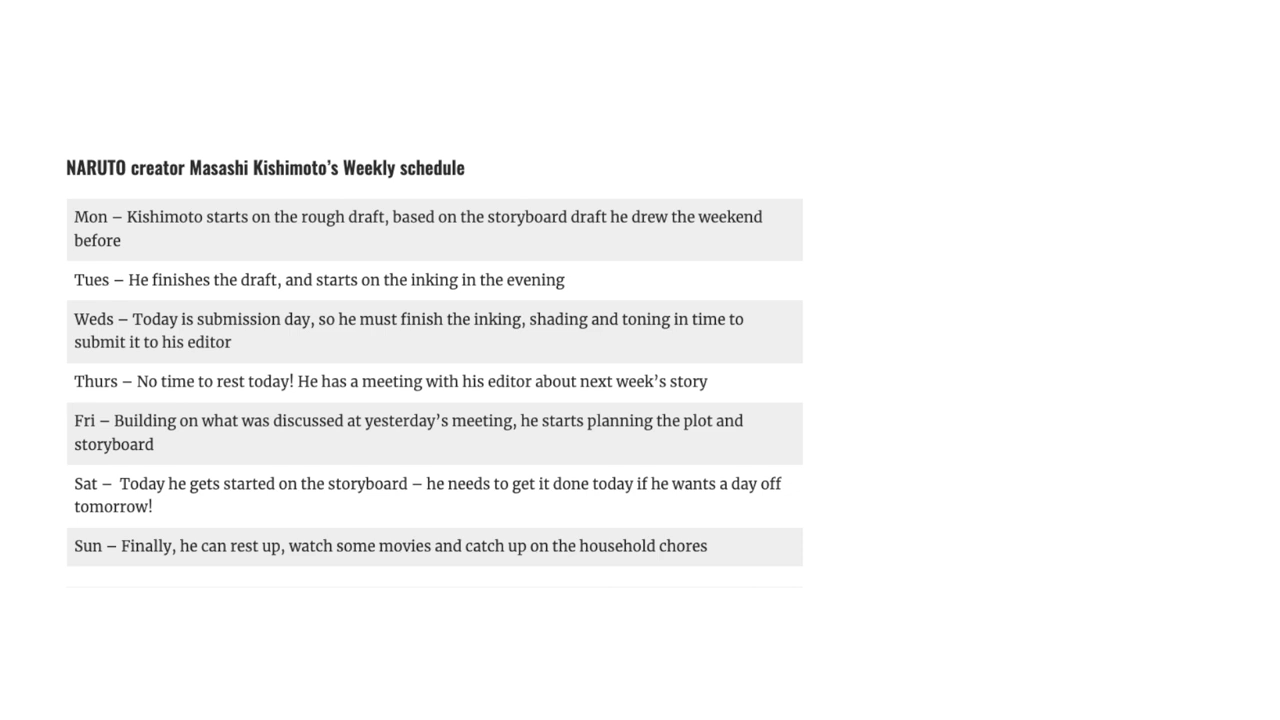 NARUTO creator Masashi Kishimoto’s Weekly schedule
Mon – Kishimoto starts on the rough draft, based on the storyboard draft he drew the weekend
before
Tues – He finishes the draft, and starts on the inking in the evening
Weds – Today is submission day, so he must finish the inking, shading and toning in time to
submit it to his editor
Thurs – No time to rest today! He has a meeting with his editor about next week’s story
Fri – Building on what was discussed at yesterday’s meeting, he starts planning the plot and
storyboard
Sat –  Today he gets started on the storyboard – he needs to get it done today if he wants a day off
tomorrow!
Sun – Finally, he can rest up, watch some movies and catch up on the household chores